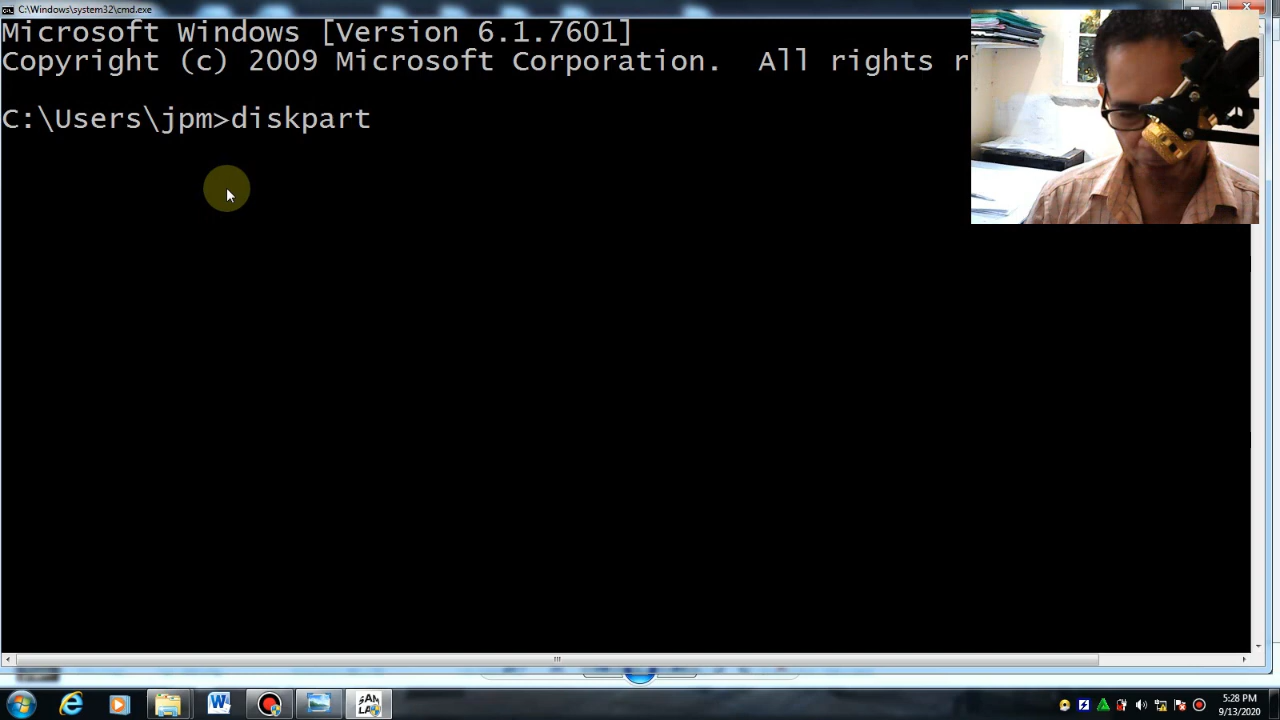 C:\Windows\system32\cmd.exe
Microsoft Windows [Version 6.1.7601]
Copyright (c) 2009 Microsoft Corporation. All rights r
C:\Users\jpm>diskpart
5:28 PM
9/13/2020